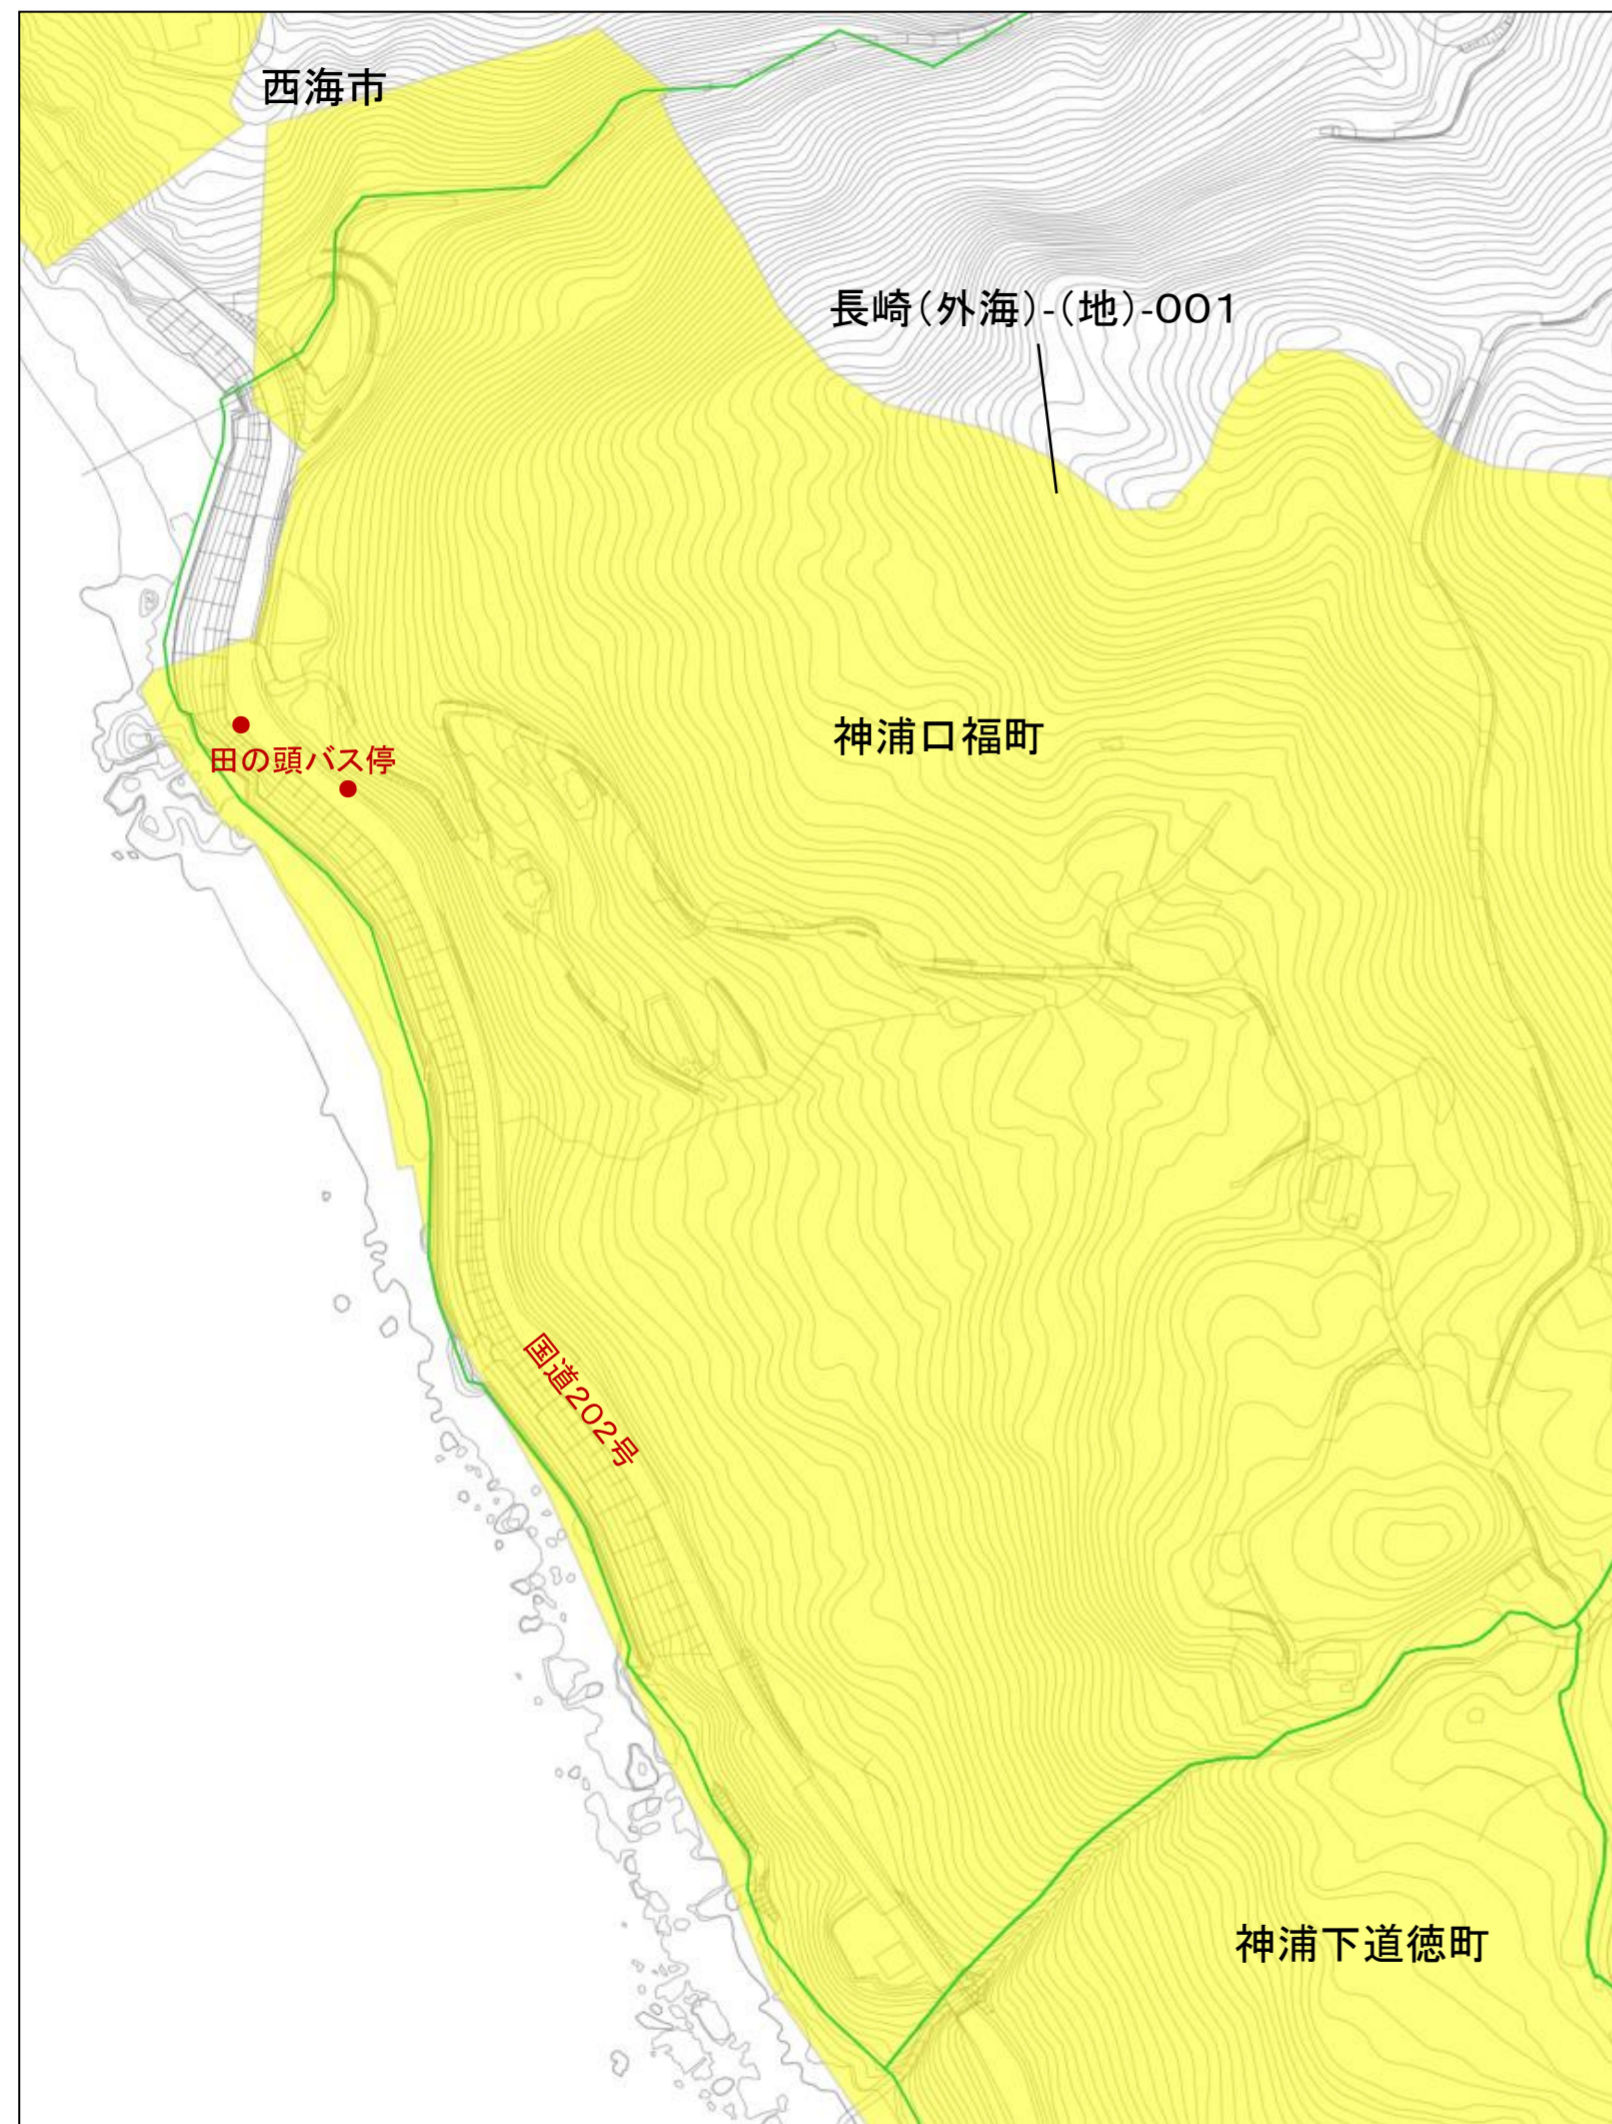 西海市
長崎（外海）-（地）-００１
神浦口福町
田の頭バス停
国道２０２号
神浦下道徳町